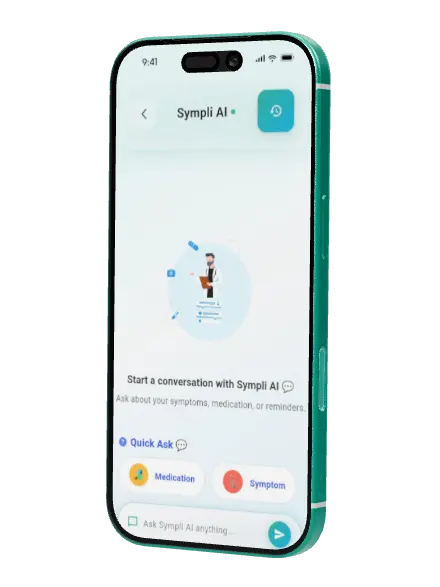 9:41
Sympli AI
Start a conversation with Sympli AI 💬
Ask about your symptoms, medication, or reminders.
Quick Ask 💬
Medication
Symptom
Ask Sympli AI anything...